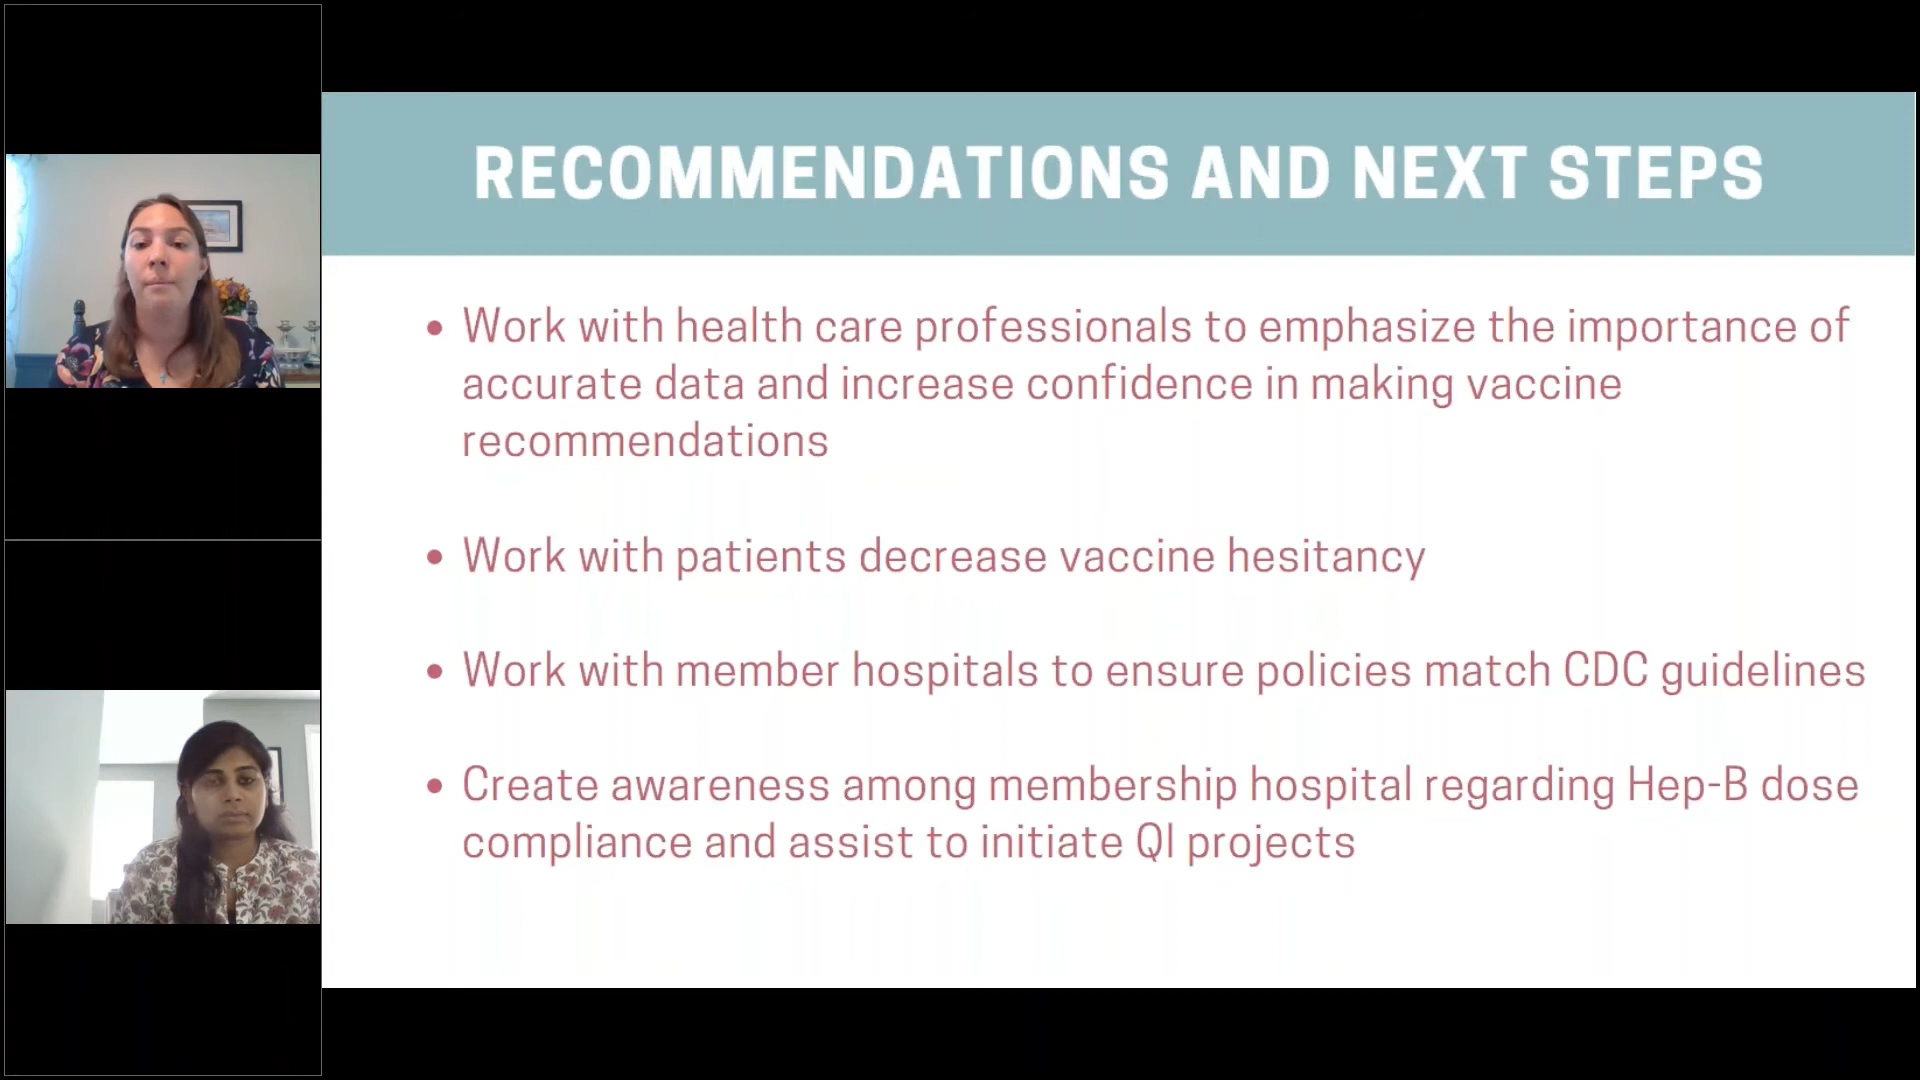 RECOMMENDATIONS AND NEXT STEPS
• Work with health care professionals to emphasize the importance of
accurate data and increase confidence in making vaccine
recommendations
• Work with patients decrease vaccine hesitancy
• Work with member hospitals to ensure policies match CDC guidelines
• Create awareness among membership hospital regarding Hep-B dose
compliance and assist to initiate QI projects